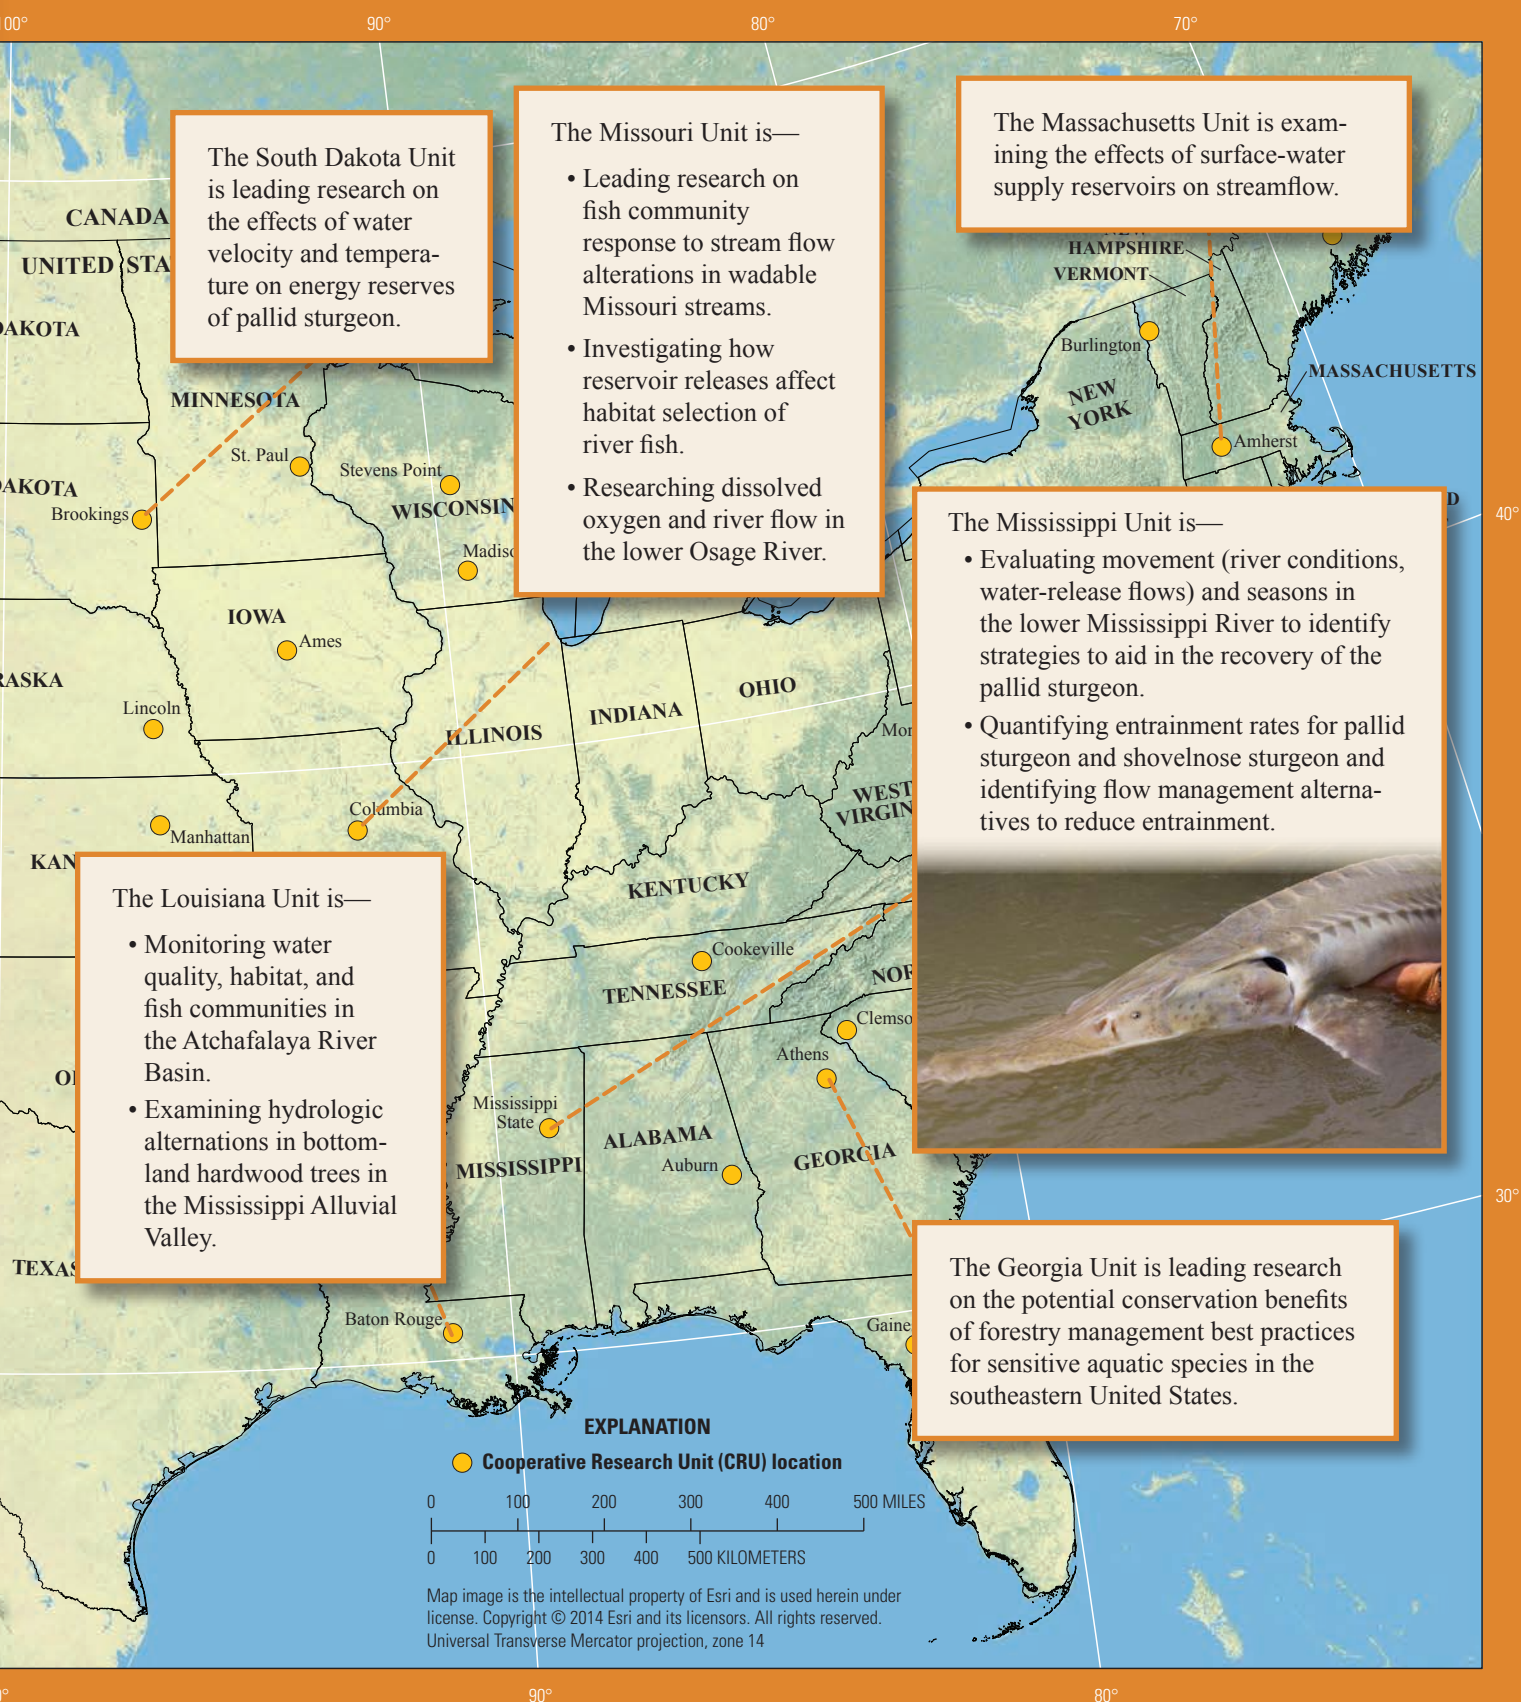 100°
90°
80°
70°
The South Dakota Unit
is leading research on
the effects of water
velocity and tempera-
ture on energy reserves
of pallid sturgeon.
The Missouri Unit is—
• Leading research on
fish community
response to stream flow
alterations in wadable
Missouri streams.
• Investigating how
reservoir releases affect
habitat selection of
river fish.
• Researching dissolved
oxygen and river flow in
the lower Osage River.
The Massachusetts Unit is exam-
ining the effects of surface-water
supply reservoirs on streamflow.
CANADA
UNITED STA
HAMPSHIRE
VERMONT
DAKOTA
Burlington
MASSACHUSETTS
NEW
YORK
MINNESOTA
Amherst
St. Paul
Stevens Point
AKOTA
Brookings
WISCONSIN
Madiso
D
40°
The Mississippi Unit is—
• Evaluating movement (river conditions,
water-release flows) and seasons in
the lower Mississippi River to identify
strategies to aid in the recovery of the
pallid sturgeon.
• Quantifying entrainment rates for pallid
sturgeon and shovelnose sturgeon and
identifying flow management alterna-
tives to reduce entrainment.
IOWA
Ames
RASKA
Lincoln
ILLINOIS
INDIANA
OHIO
Mor
WEST
VIRGIN
Columbia
Manhattan
KAN
KENTUCKY
The Louisiana Unit is—
• Monitoring water
quality, habitat, and
fish communities in
the Atchafalaya River
Basin.
• Examining hydrologic
alternations in bottom-
land hardwood trees in
the Mississippi Alluvial
Valley.
Cookeville
TENNESSEE
NOR
Clemso
Athens
Mississippi
State
ALABAMA
MISSISSIPPI
Auburn
GEORGIA
30°
TEXAS
Baton Rouge
Gaine
The Georgia Unit is leading research
on the potential conservation benefits
of forestry management best practices
for sensitive aquatic species in the
southeastern United States.
EXPLANATION
Cooperative Research Unit (CRU) location
0 100 200 300 400 500 MILES
0 100 200 300 400 500 KILOMETERS
Map image is the intellectual property of Esri and is used herein under
license. Copyright © 2014 Esri and its licensors. All rights reserved.
Universal Transverse Mercator projection, zone 14
90°
80°